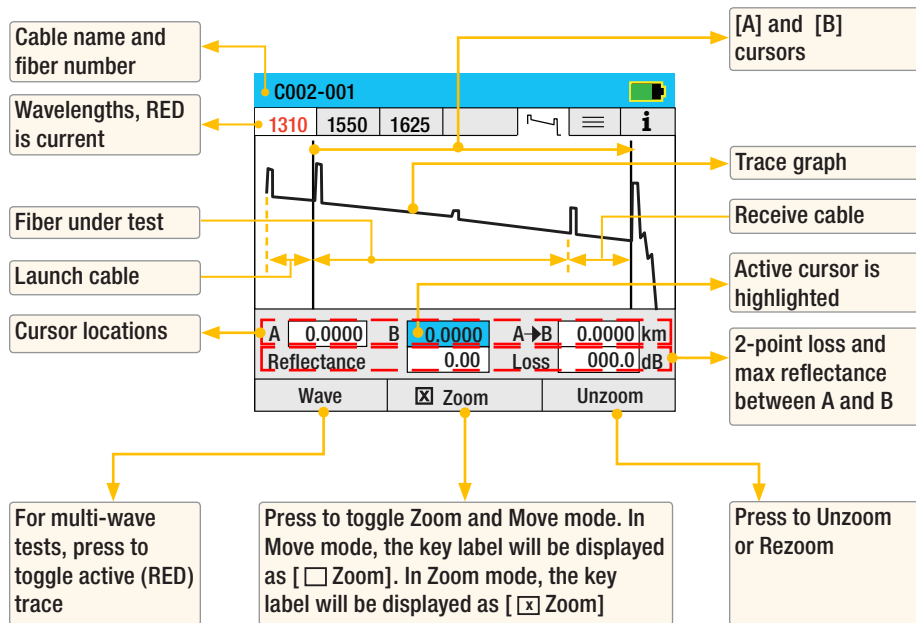 Cable name and
fiber number
[A] and [B]
cursors
C002-001
Wavelengths, RED
is current
1310 1550 1625 i
Trace graph
Fiber under test
Receive cable
Launch cable
Active cursor is
highlighted
Cursor locations
A 0.0000 B 0.0000 A→B 0.0000 km
Reflectance 0.00 Loss 000.0 dB
2-point loss and
max reflectance
between A and B
Wave [X] Zoom Unzoom
For multi-wave
tests, press to
toggle active (RED)
trace
Press to toggle Zoom and Move mode. In
Move mode, the key label will be displayed
as [ ☐ Zoom]. In Zoom mode, the key
label will be displayed as [ [x] Zoom]
Press to Unzoom
or Rezoom